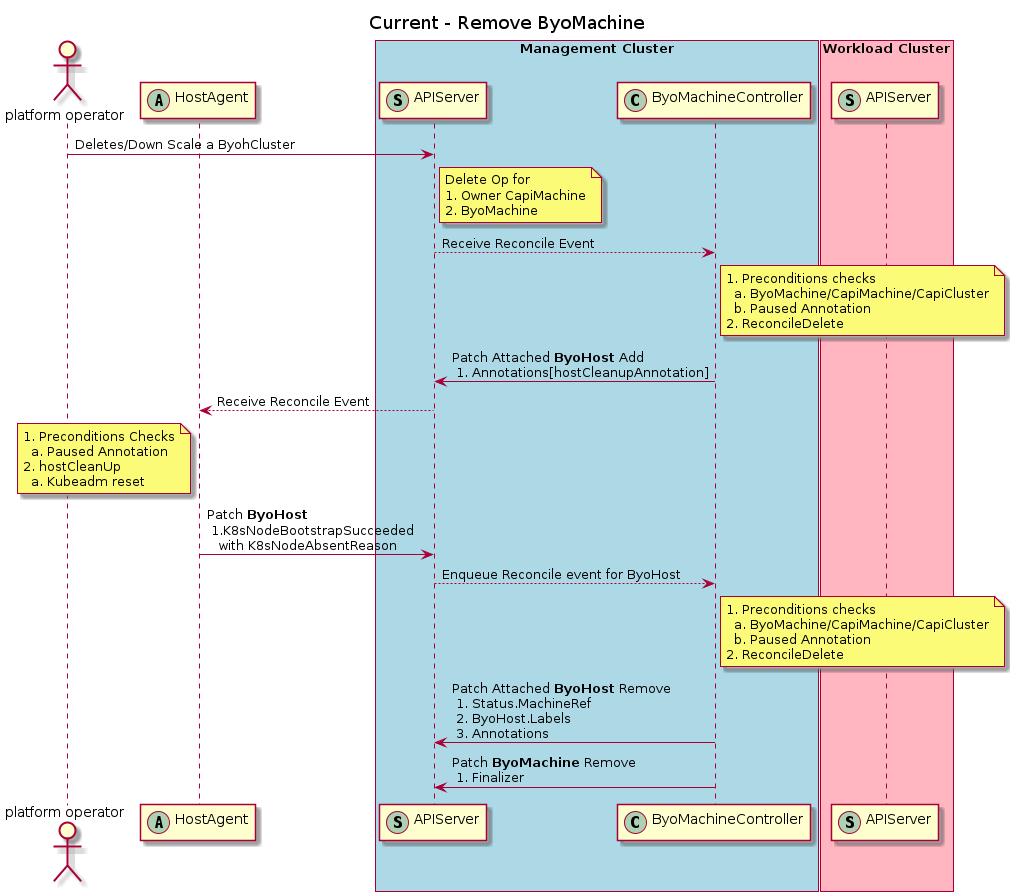 Current - Remove ByoMachine
Management Cluster
Workload Cluster
platform operator
A HostAgent
S APIServer
C ByoMachineController
S APIServer
Deletes/Down Scale a ByohCluster
Delete Op for
1. Owner CapiMachine
2. ByoMachine
Receive Reconcile Event
1. Preconditions checks
a. ByoMachine/CapiMachine/CapiCluster
b. Paused Annotation
2. ReconcileDelete
Patch Attached ByoHost Add
1. Annotations[hostCleanupAnnotation]
Receive Reconcile Event
1. Preconditions Checks
a. Paused Annotation
2. hostCleanUp
a. Kubeadm reset
Patch ByoHost
1.K8sNodeBootstrapSucceeded
with K8sNodeAbsentReason
Enqueue Reconcile event for ByoHost
1. Preconditions checks
a. ByoMachine/CapiMachine/CapiCluster
b. Paused Annotation
2. ReconcileDelete
Patch Attached ByoHost Remove
1. Status.MachineRef
2. ByoHost.Labels
3. Annotations
Patch ByoMachine Remove
1. Finalizer
platform operator
A HostAgent
S APIServer
C ByoMachineController
S APIServer